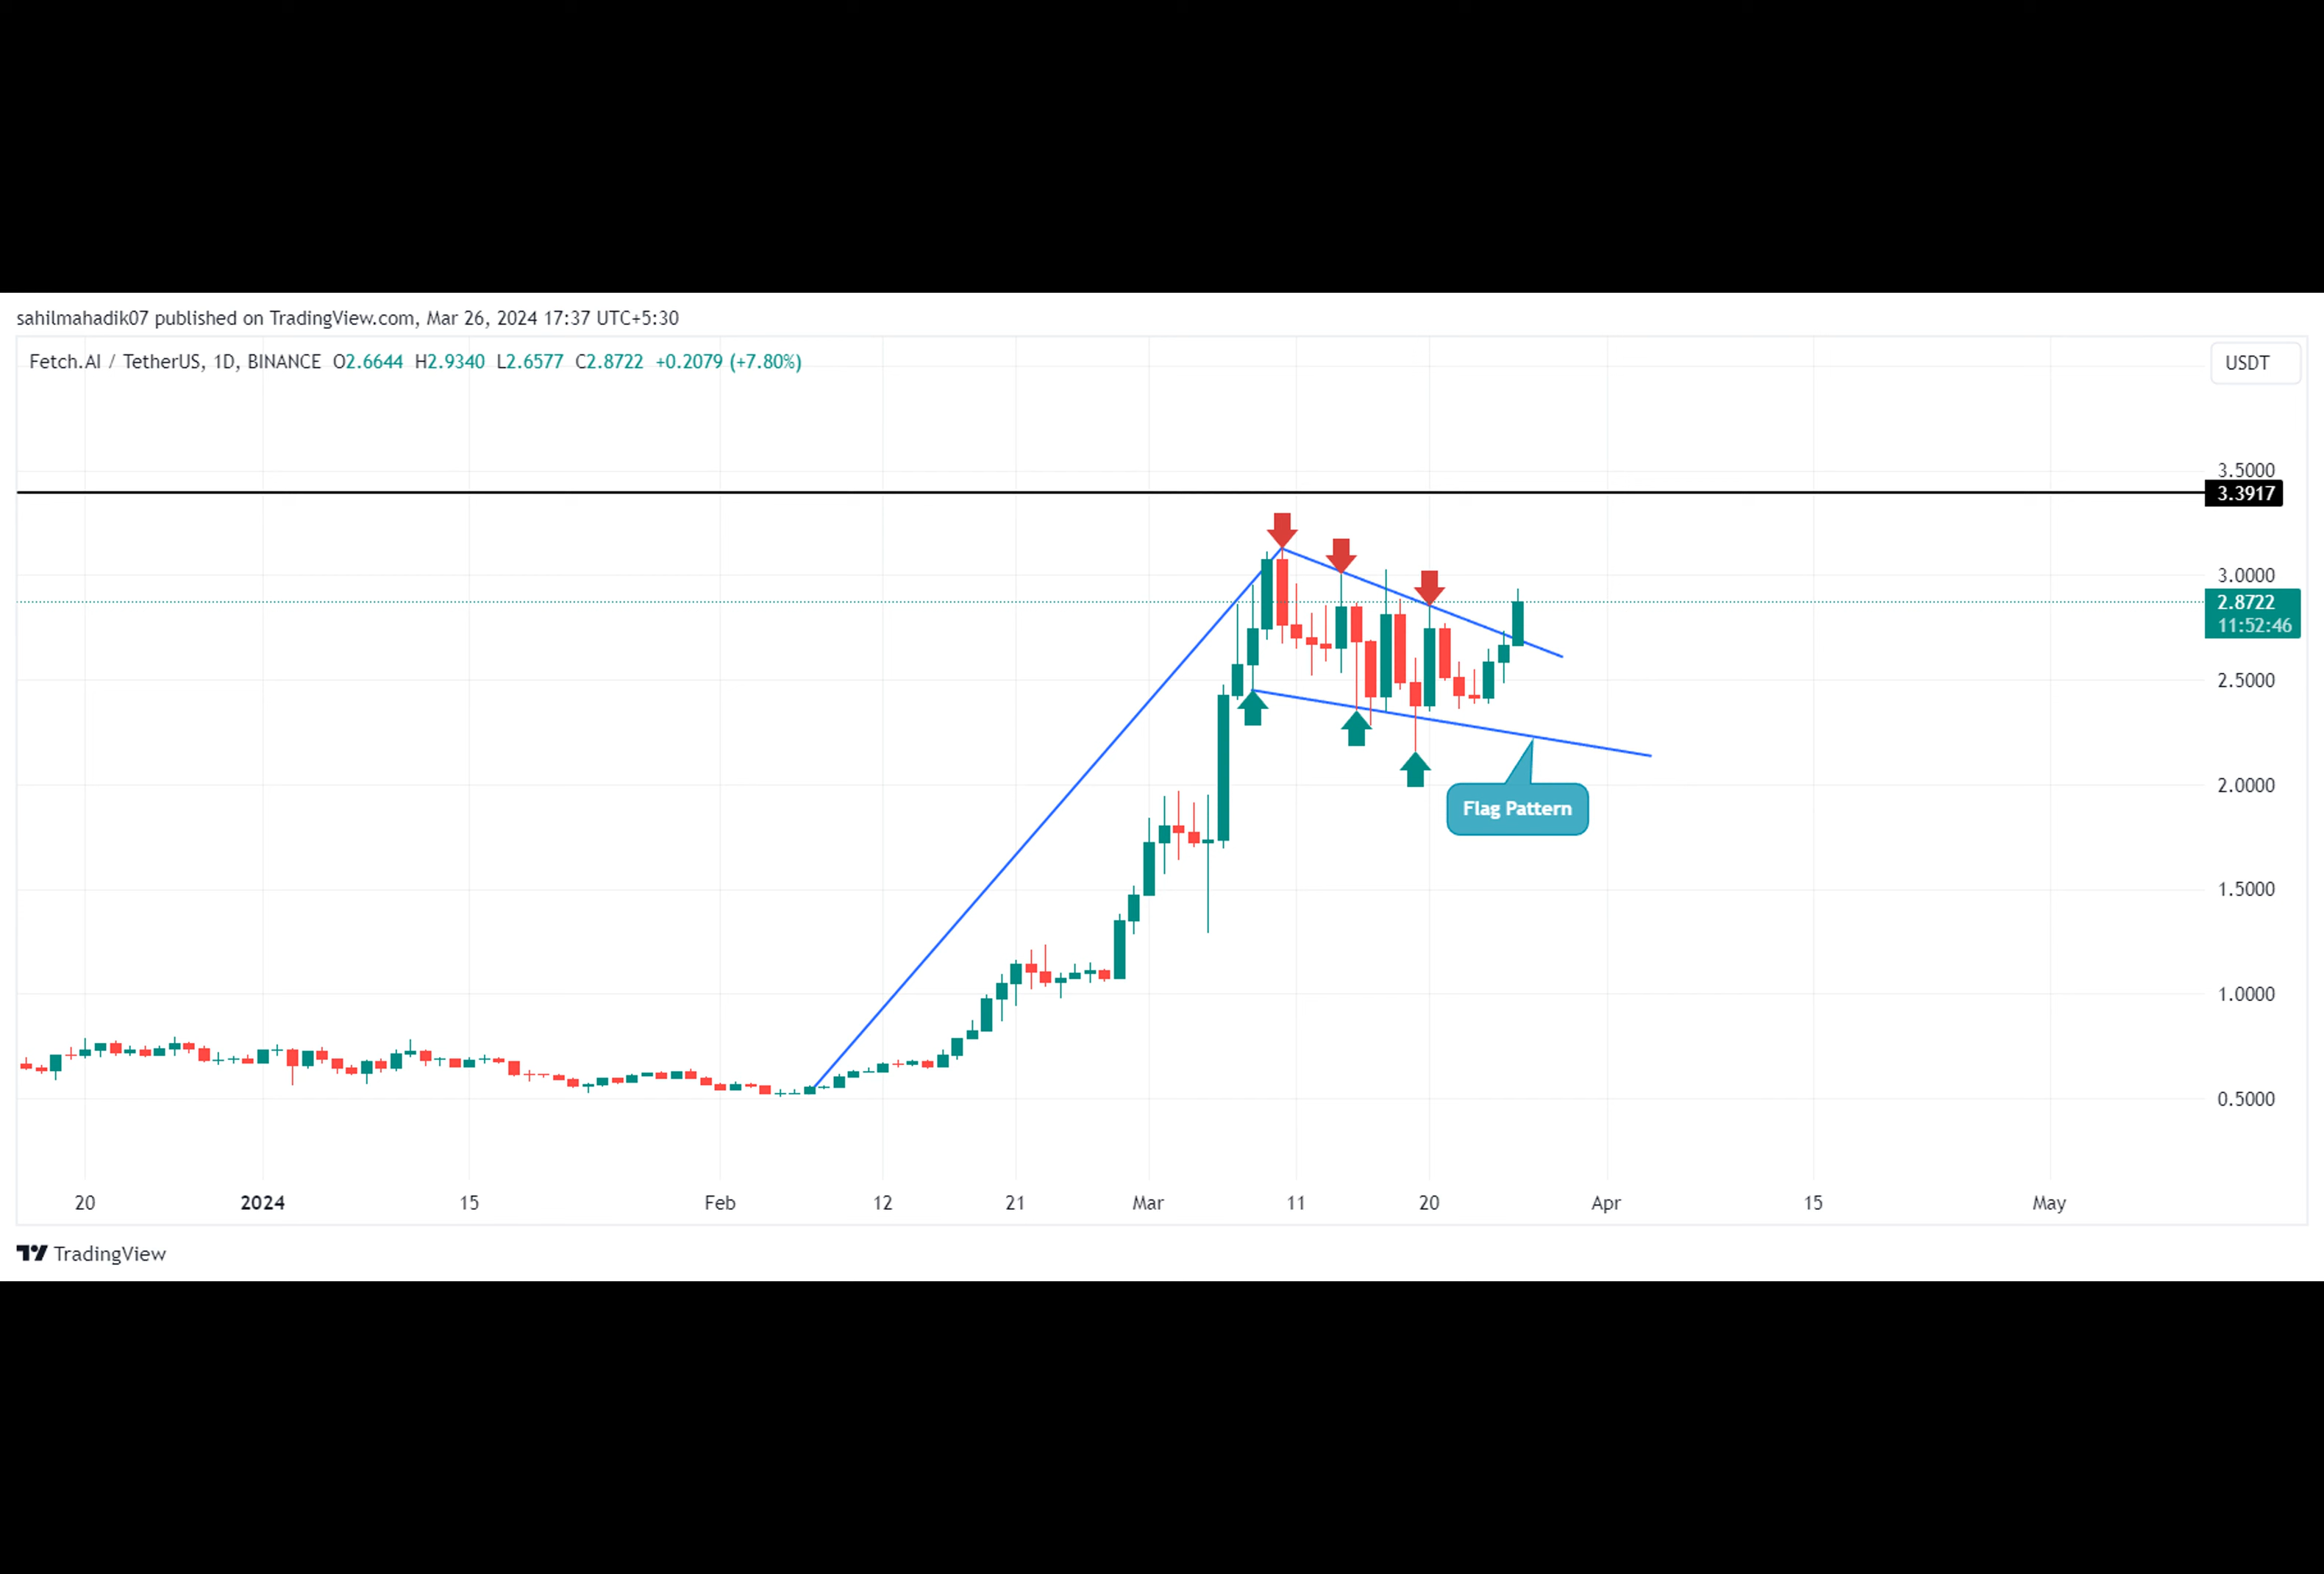 sahilmahadik07 published on TradingView.com, Mar 26, 2024 17:37 UTC+5:30
Fetch.AI / TetherUS, 1D, BINANCE O2.6644 H2.9340 L2.6577 C2.8722 +0.2079 (+7.80%)
USDT
3.5000
3.3917
3.0000
2.8722
11:52:46
2.5000
2.0000
Flag Pattern
1.5000
1.0000
0.5000
20 2024 15 Feb 12 21 Mar 11 20 Apr 15 May
TradingView